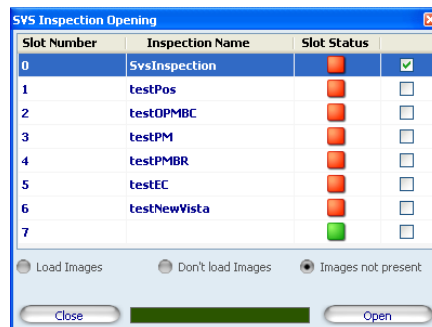 SVS Inspection Opening
Slot Number Inspection Name Slot Status
0 SvsInspection
1 testPos
2 testOPMBC
3 testPM
4 testPMBR
5 testEC
6 testNewVista
7
Load Images Don't load Images Images not present
Close Open